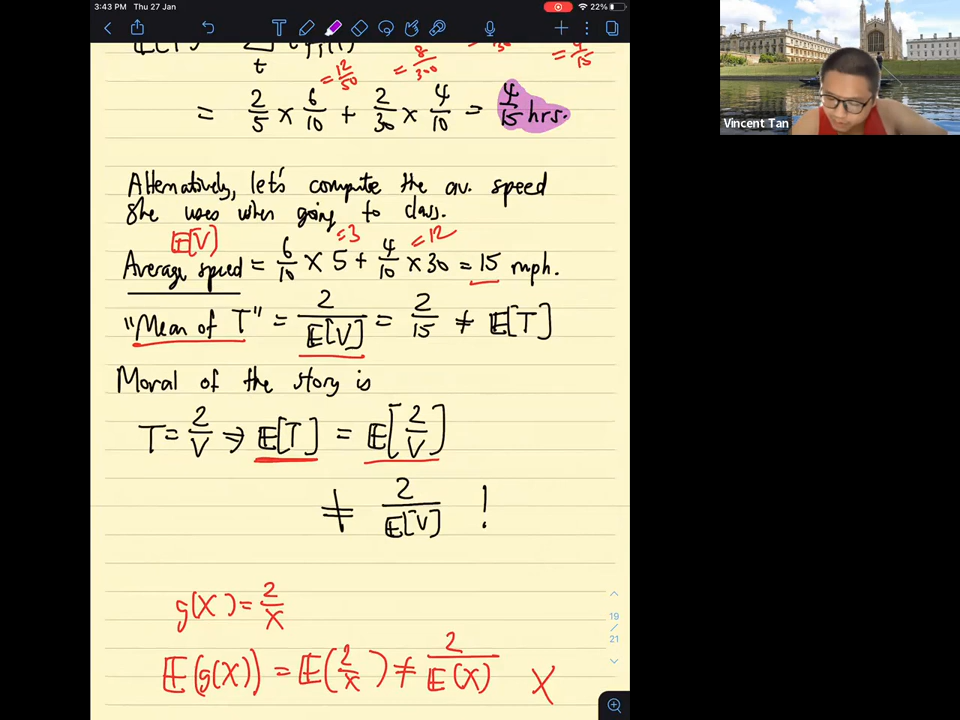 3:43 PM Thu 27 Jan
22%
= 12/50 = 8/300 4/15
= 2/5 × 6/10 + 2/30 × 4/10 = 4/15 hrs.
Alternatively, let's compute the av. speed
she uses when going to class.
E[V] =3 =12
Average speed = 6/10 × 5 + 4/10 × 30 = 15 mph.
"Mean of T" = 2/E[V] = 2/15 ≠ E[T]
Moral of the story is
T = 2/V ⇒ E[T] = E[2/V]
≠ 2/E[V] !
g(X) = 2/X
E(g(X)) = E(2/X) ≠ 2/E(X) X
19
/
21
Vincent Tan